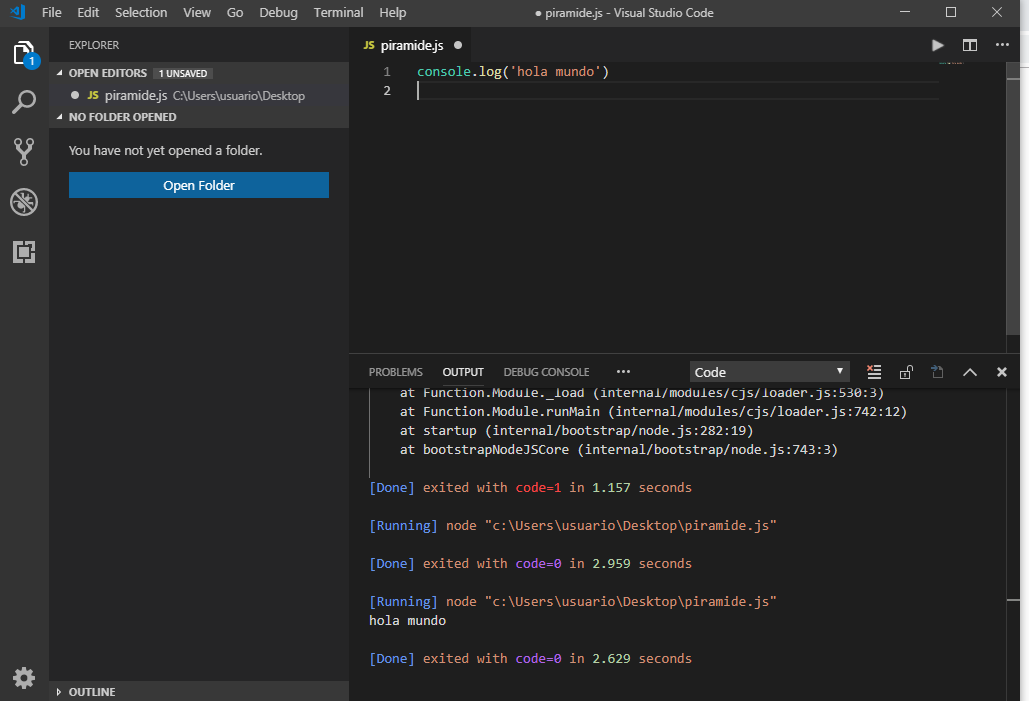 File Edit Selection View Go Debug Terminal Help
● piramide.js - Visual Studio Code
1
EXPLORER
OPEN EDITORS 1 UNSAVED
● JS piramide.js C:\Users\usuario\Desktop
NO FOLDER OPENED
You have not yet opened a folder.
Open Folder
OUTLINE
JS piramide.js ●
1 console.log('hola mundo')
2
PROBLEMS OUTPUT DEBUG CONSOLE ··· Code
at Function.Module._load (internal/modules/cjs/loader.js:530:3)
at Function.Module.runMain (internal/modules/cjs/loader.js:742:12)
at startup (internal/bootstrap/node.js:282:19)
at bootstrapNodeJSCore (internal/bootstrap/node.js:743:3)
[Done] exited with code=1 in 1.157 seconds
[Running] node "c:\Users\usuario\Desktop\piramide.js"
[Done] exited with code=0 in 2.959 seconds
[Running] node "c:\Users\usuario\Desktop\piramide.js"
hola mundo
[Done] exited with code=0 in 2.629 seconds